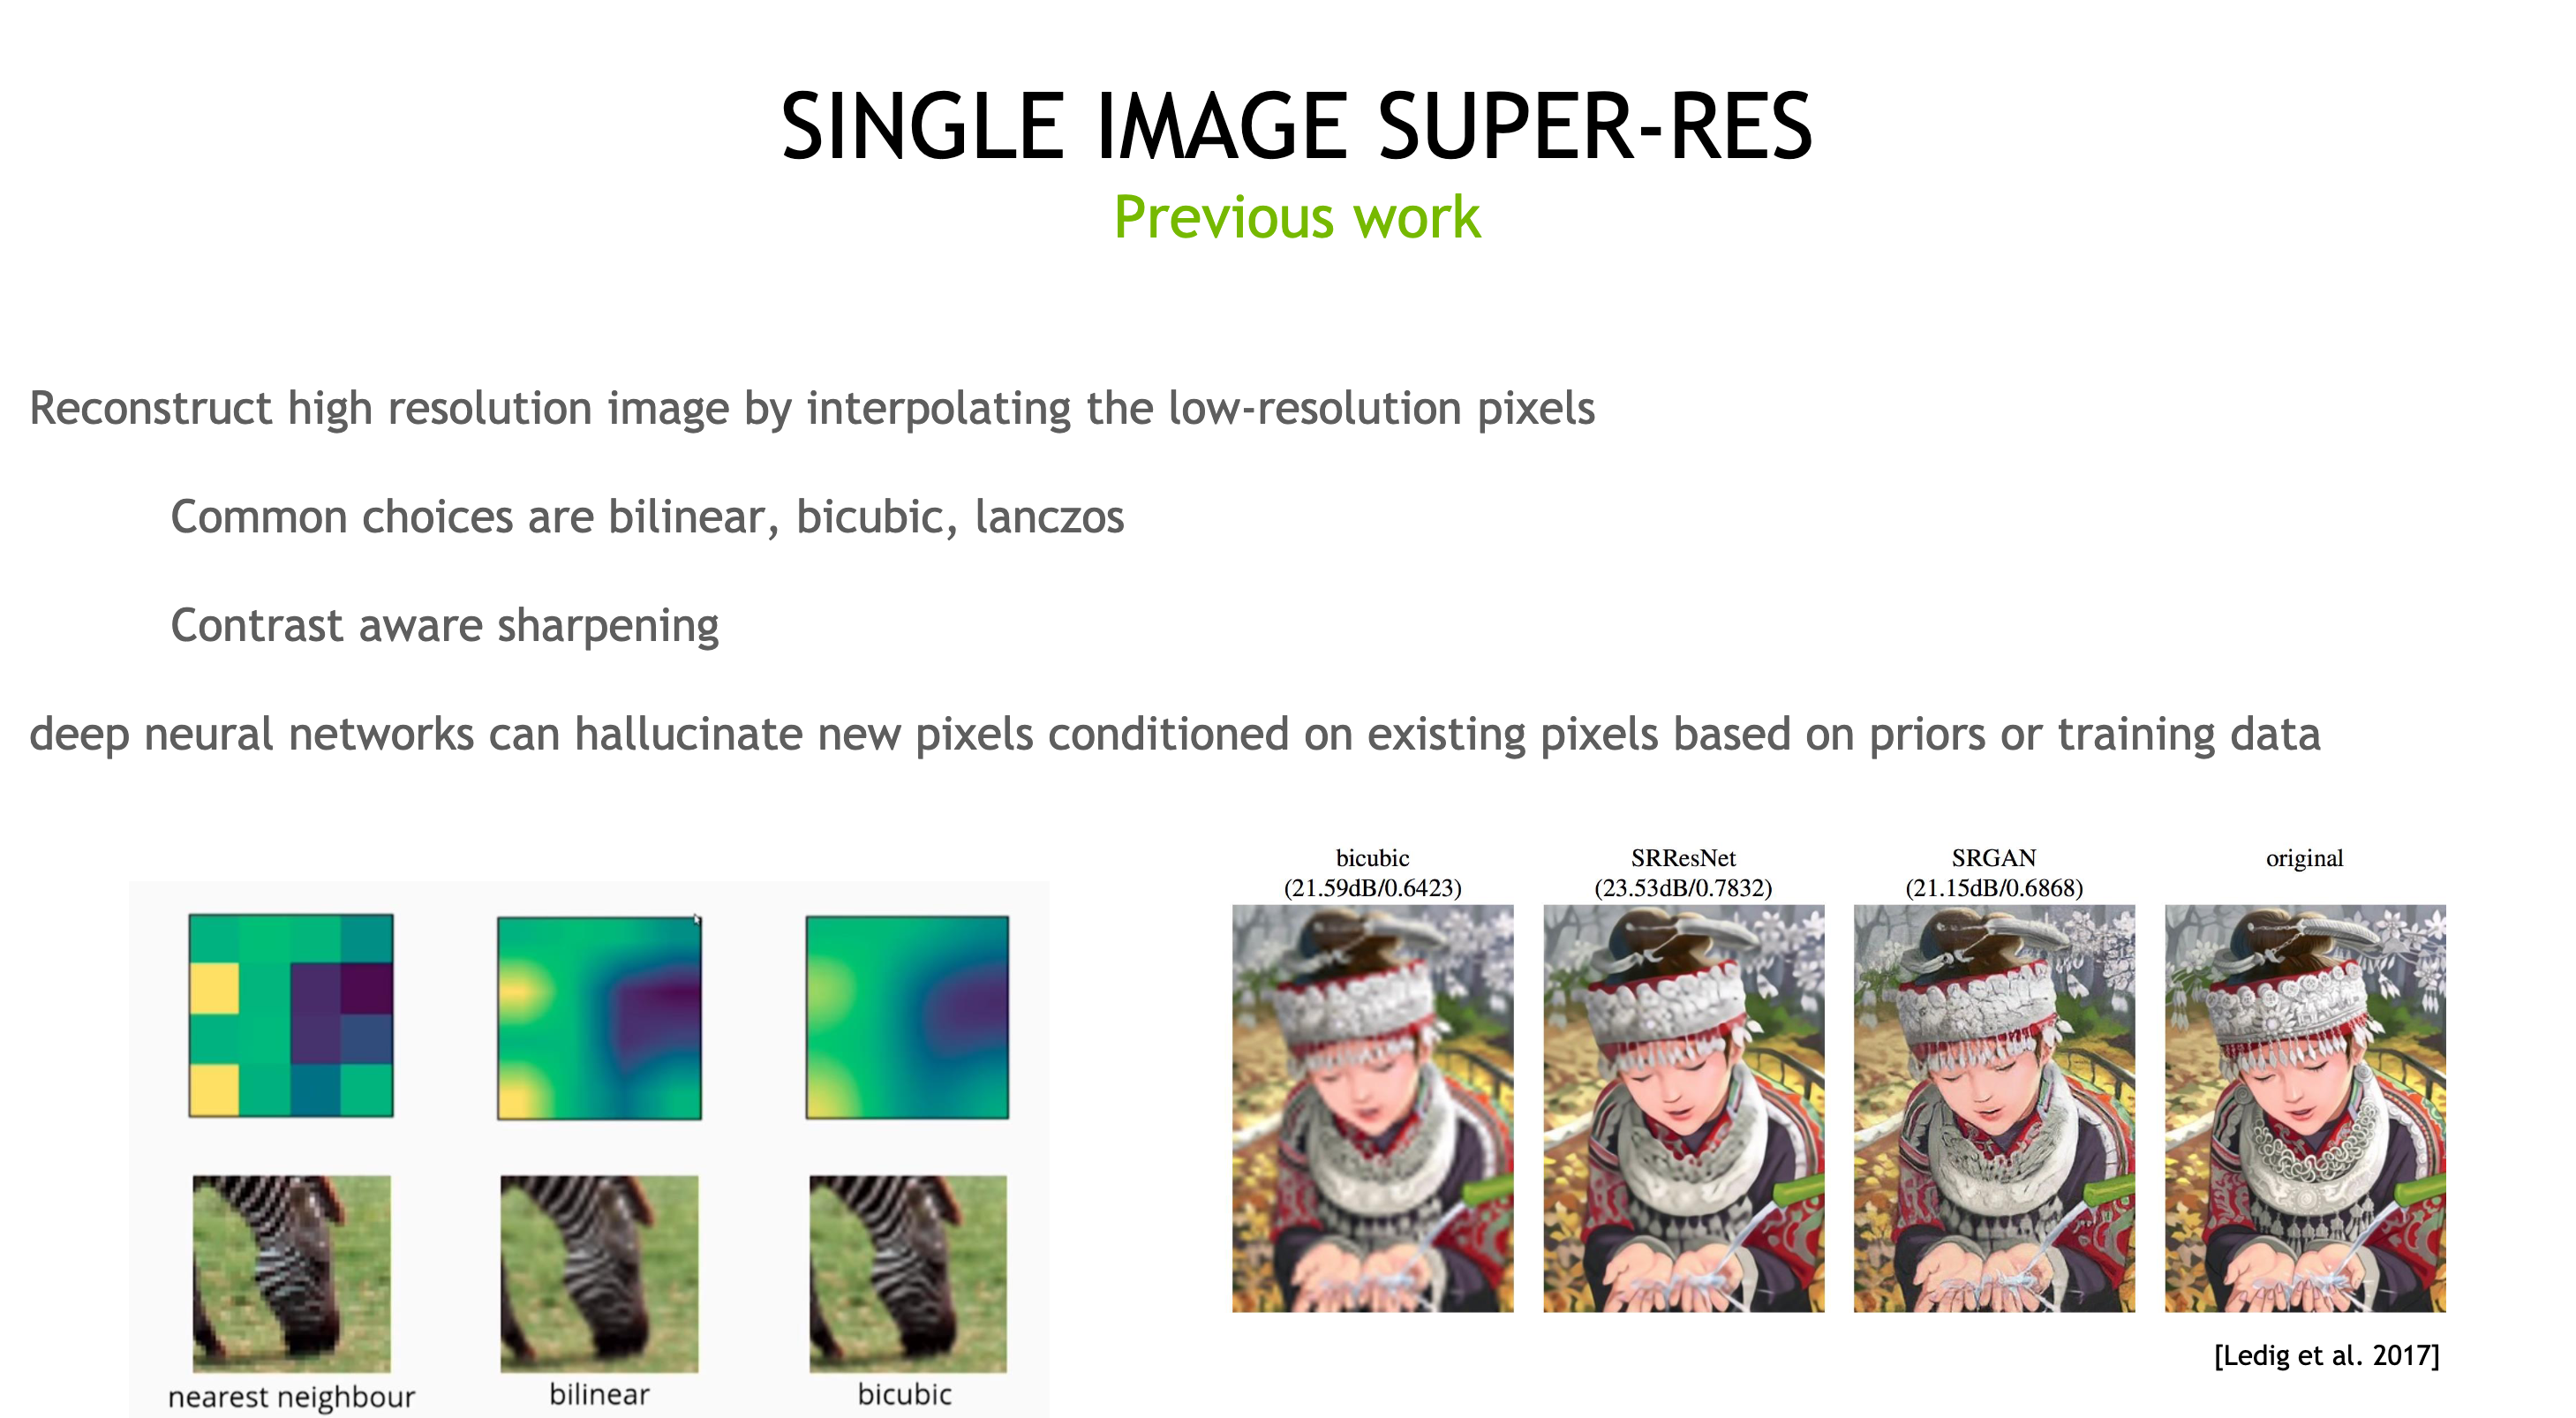 SINGLE IMAGE SUPER-RES
Previous work
Reconstruct high resolution image by interpolating the low-resolution pixels
Common choices are bilinear, bicubic, lanczos
Contrast aware sharpening
deep neural networks can hallucinate new pixels conditioned on existing pixels based on priors or training data
nearest neighbour
bilinear
bicubic
bicubic
(21.59dB/0.6423)
SRResNet
(23.53dB/0.7832)
SRGAN
(21.15dB/0.6868)
original
[Ledig et al. 2017]